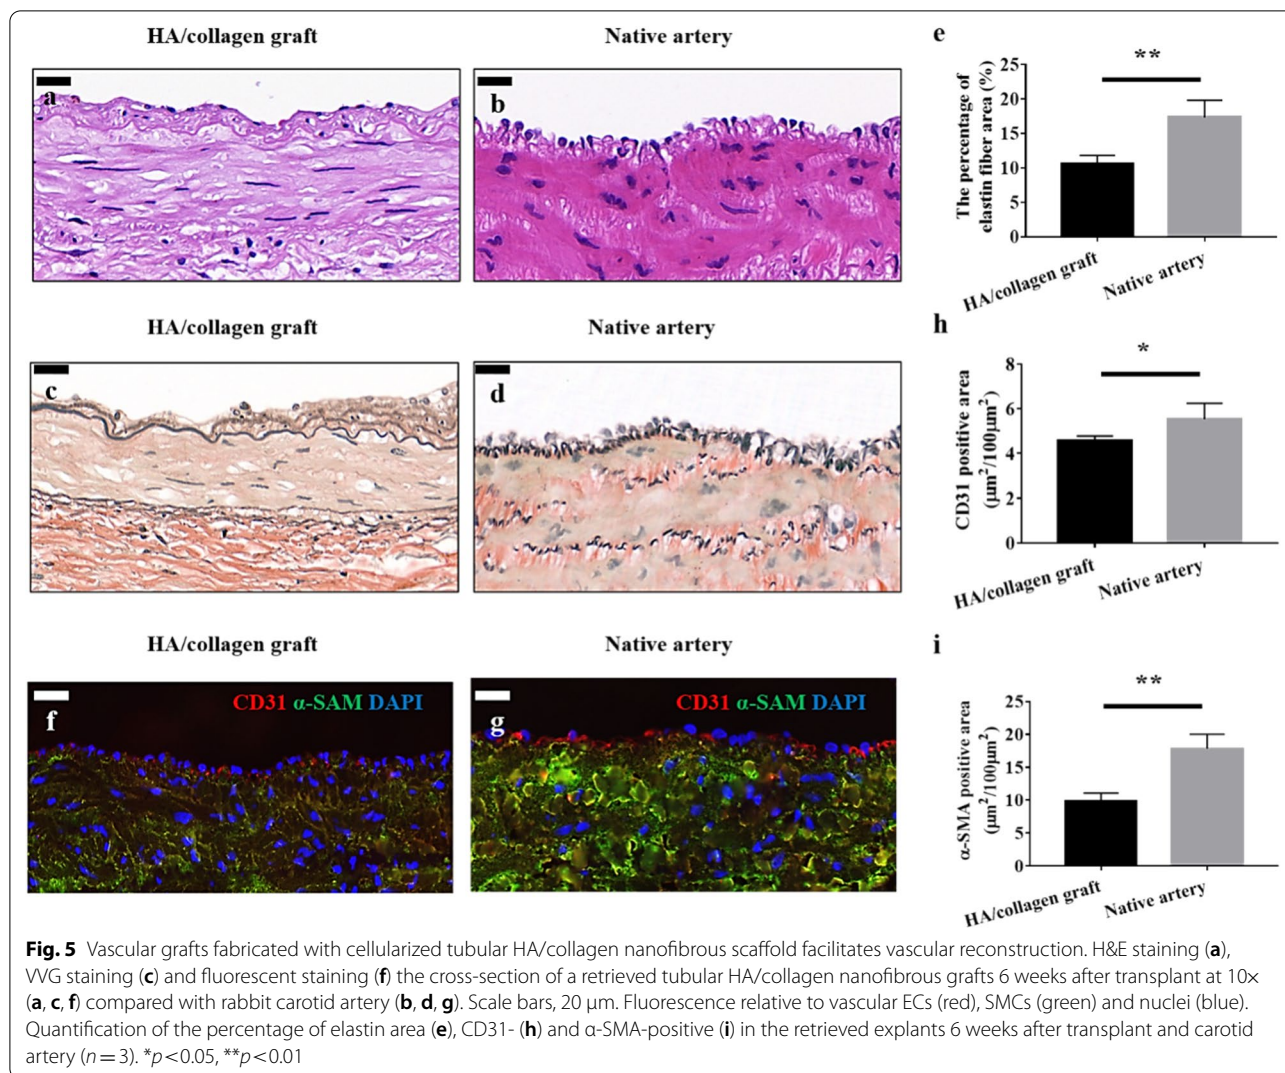 HA/collagen graft
Native artery
a
b
e
The percentage of
elastin fiber area (%)
25
20
15
10
5
0
**
HA/collagen graft
Native artery
HA/collagen graft
Native artery
c
d
h
CD31 positive area
(μm²/100μm²)
8
6
4
2
0
*
HA/collagen graft
Native artery
HA/collagen graft
Native artery
CD31 α-SAM DAPI
f
CD31 α-SAM DAPI
g
i
α-SMA positive area
(μm²/100μm²)
25
20
15
10
5
0
**
HA/collagen graft
Native artery
Fig. 5 Vascular grafts fabricated with cellularized tubular HA/collagen nanofibrous scaffold facilitates vascular reconstruction. H&E staining (a),
VVG staining (c) and fluorescent staining (f) the cross-section of a retrieved tubular HA/collagen nanofibrous grafts 6 weeks after transplant at 10×
(a, c, f) compared with rabbit carotid artery (b, d, g). Scale bars, 20 μm. Fluorescence relative to vascular ECs (red), SMCs (green) and nuclei (blue).
Quantification of the percentage of elastin area (e), CD31- (h) and α-SMA-positive (i) in the retrieved explants 6 weeks after transplant and carotid
artery (n = 3). *p < 0.05, **p < 0.01